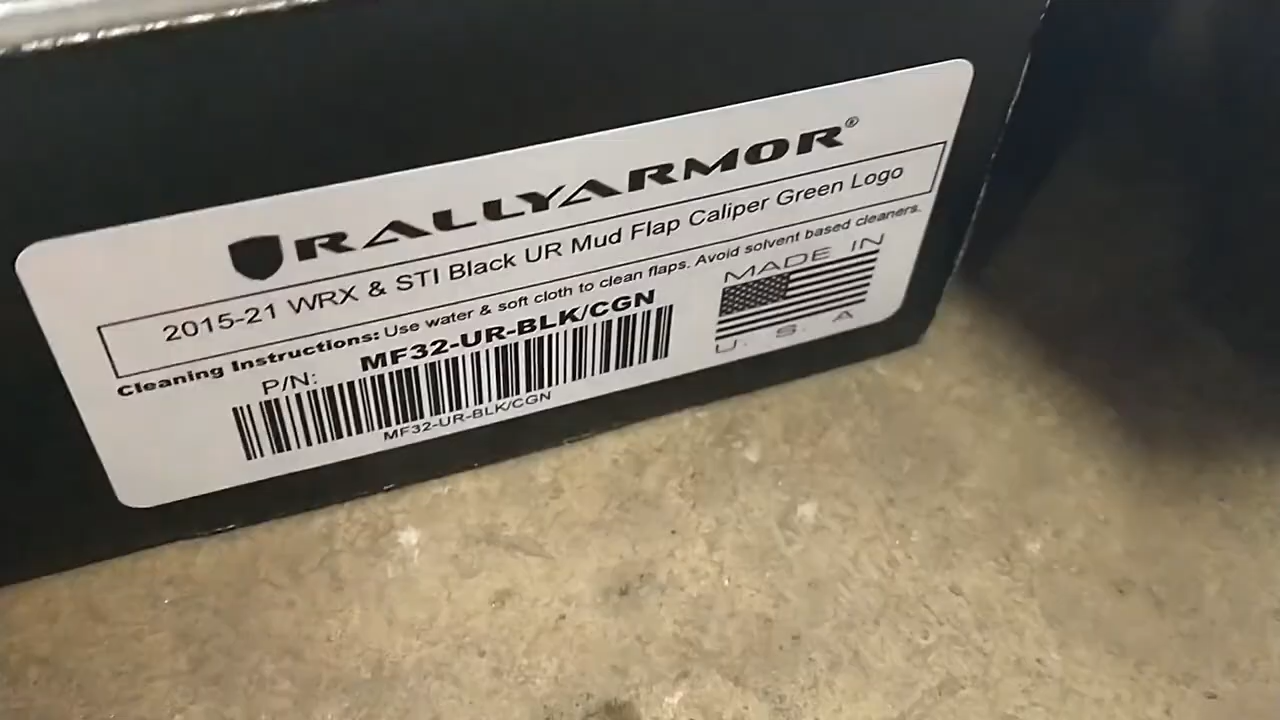 RALLYARMOR®
2015-21 WRX & STI Black UR Mud Flap Caliper Green Logo
Cleaning Instructions: Use water & soft cloth to clean flaps. Avoid solvent based cleaners.
P/N: MF32-UR-BLK/CGN
MF32-UR-BLK/CGN
MADE IN
U. S. A